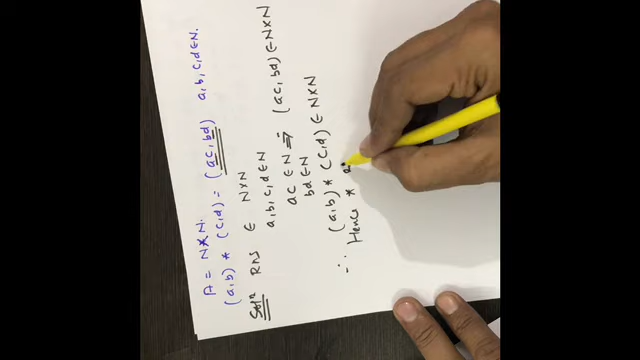 A = N × N.
(a,b) * (c,d) = (ac, bd) a,b,c,d ∈ N.
Solⁿ RHS ∈ N×N
a,b,c,d ∈ N
ac ∈ N ⇒ (ac, bd) ∈ N×N
bd ∈ N
∴ (a,b) * (c,d) ∈ N×N
Hence *